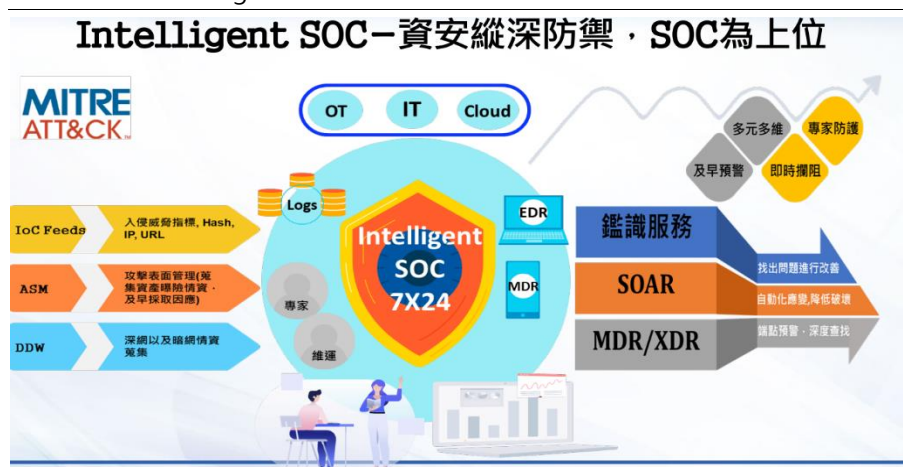 Intelligent SOC–資安縱深防禦，SOC為上位
MITRE
ATT&CK
OT
IT
Cloud
多元多維
專家防護
及早預警
即時攔阻
Logs
IoC Feeds
入侵威脅指標, Hash,
IP, URL
ASM
攻擊表面管理(蒐
集資產曝險情資，
及早採取因應)
DDW
深網以及暗網情資
蒐集
專家
維運
Intelligent
SOC
7X24
EDR
MDR
鑑識服務
找出問題進行改善
SOAR
自動化應變,降低破壞
MDR/XDR
端點預警，深度查找